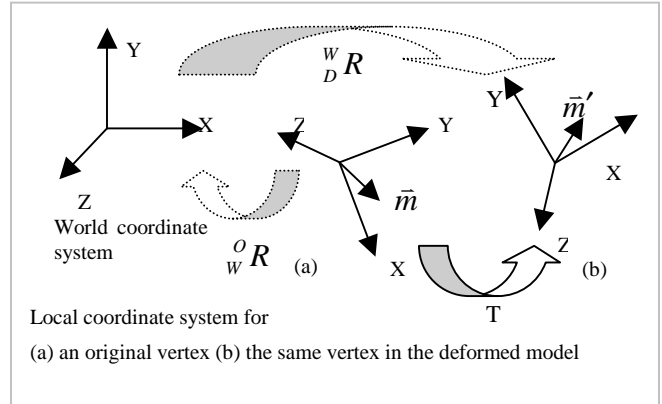 Y
W
D R
Y
m⃗′
X
Z
Y
X
Z
World coordinate
system
m⃗
O
W R
(a)
X
Z
(b)
T
Local coordinate system for
(a) an original vertex (b) the same vertex in the deformed model